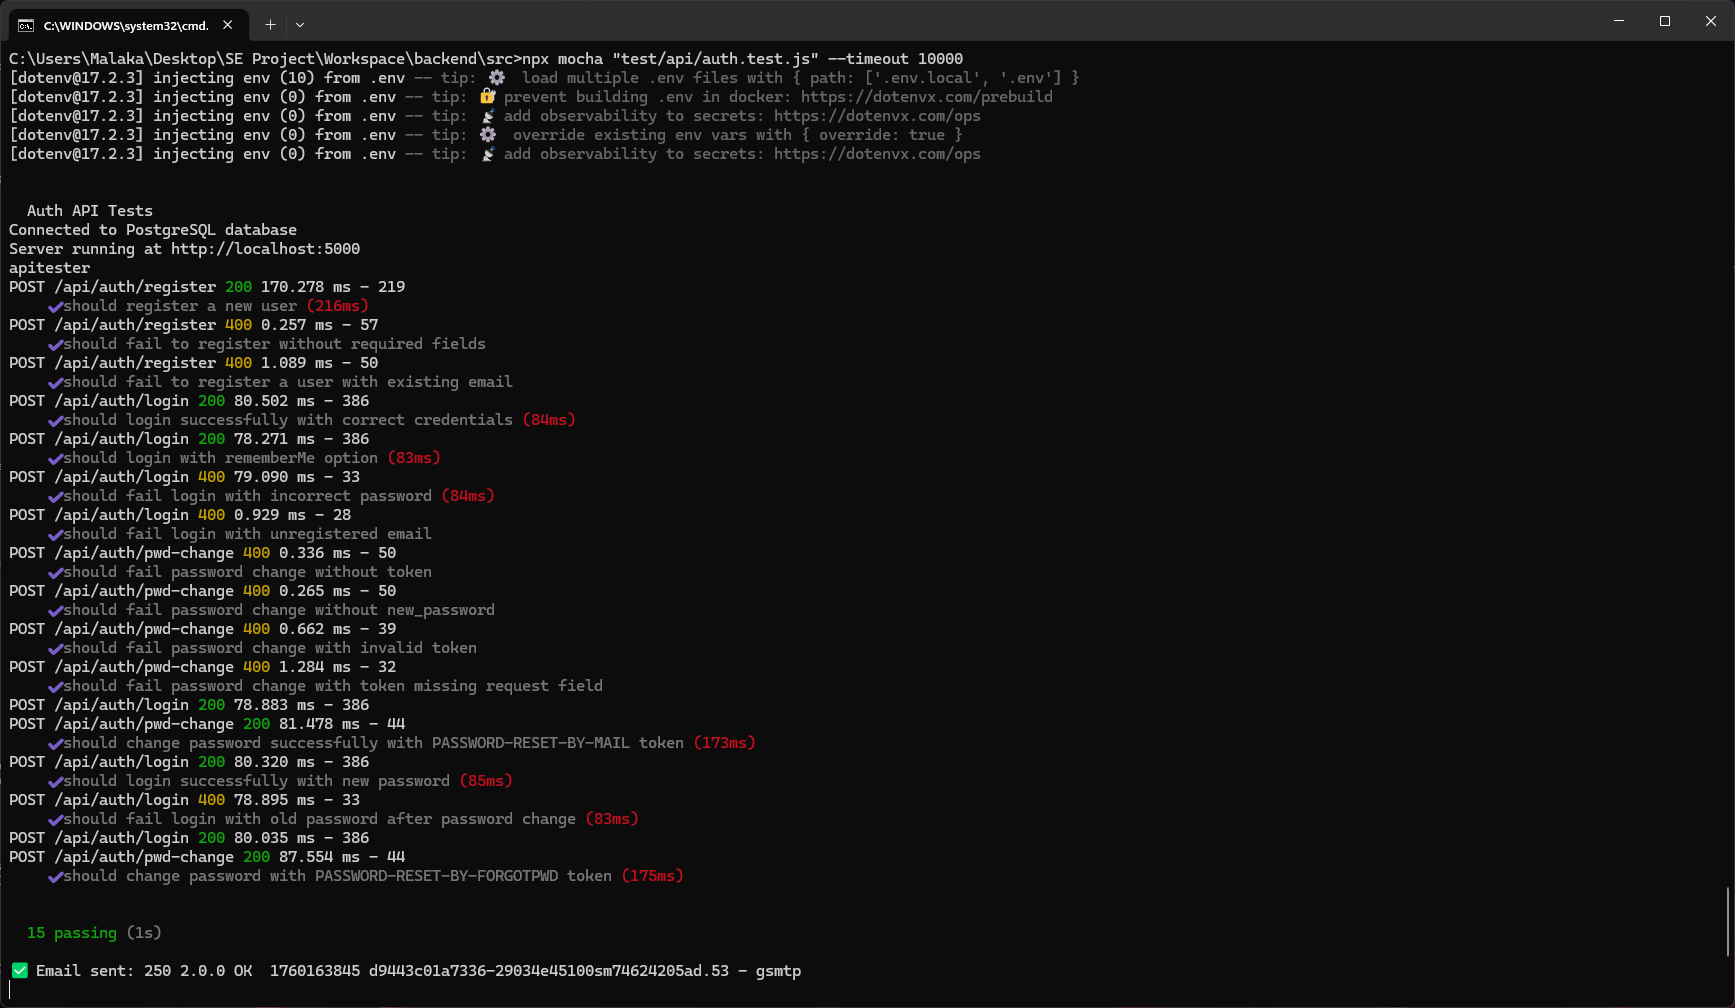 C:\WINDOWS\system32\cmd.
C:\Users\Malaka\Desktop\SE Project\Workspace\backend\src>npx mocha "test/api/auth.test.js" --timeout 10000
[dotenv@17.2.3] injecting env (10) from .env -- tip: ⚙️  load multiple .env files with { path: ['.env.local', '.env'] }
[dotenv@17.2.3] injecting env (0) from .env -- tip: 🔐 prevent building .env in docker: https://dotenvx.com/prebuild
[dotenv@17.2.3] injecting env (0) from .env -- tip: 📡 add observability to secrets: https://dotenvx.com/ops
[dotenv@17.2.3] injecting env (0) from .env -- tip: ⚙️  override existing env vars with { override: true }
[dotenv@17.2.3] injecting env (0) from .env -- tip: 📡 add observability to secrets: https://dotenvx.com/ops
Auth API Tests
Connected to PostgreSQL database
Server running at http://localhost:5000
apitester
POST /api/auth/register 200 170.278 ms - 219
✔should register a new user (216ms)
POST /api/auth/register 400 0.257 ms - 57
✔should fail to register without required fields
POST /api/auth/register 400 1.089 ms - 50
✔should fail to register a user with existing email
POST /api/auth/login 200 80.502 ms - 386
✔should login successfully with correct credentials (84ms)
POST /api/auth/login 200 78.271 ms - 386
✔should login with rememberMe option (83ms)
POST /api/auth/login 400 79.090 ms - 33
✔should fail login with incorrect password (84ms)
POST /api/auth/login 400 0.929 ms - 28
✔should fail login with unregistered email
POST /api/auth/pwd-change 400 0.336 ms - 50
✔should fail password change without token
POST /api/auth/pwd-change 400 0.265 ms - 50
✔should fail password change without new_password
POST /api/auth/pwd-change 400 0.662 ms - 39
✔should fail password change with invalid token
POST /api/auth/pwd-change 400 1.284 ms - 32
✔should fail password change with token missing request field
POST /api/auth/login 200 78.883 ms - 386
POST /api/auth/pwd-change 200 81.478 ms - 44
✔should change password successfully with PASSWORD-RESET-BY-MAIL token (173ms)
POST /api/auth/login 200 80.320 ms - 386
✔should login successfully with new password (85ms)
POST /api/auth/login 400 78.895 ms - 33
✔should fail login with old password after password change (83ms)
POST /api/auth/login 200 80.035 ms - 386
POST /api/auth/pwd-change 200 87.554 ms - 44
✔should change password with PASSWORD-RESET-BY-FORGOTPWD token (175ms)
15 passing (1s)
✅ Email sent: 250 2.0.0 OK  1760163845 d9443c01a7336-29034e45100sm74624205ad.53 - gsmtp